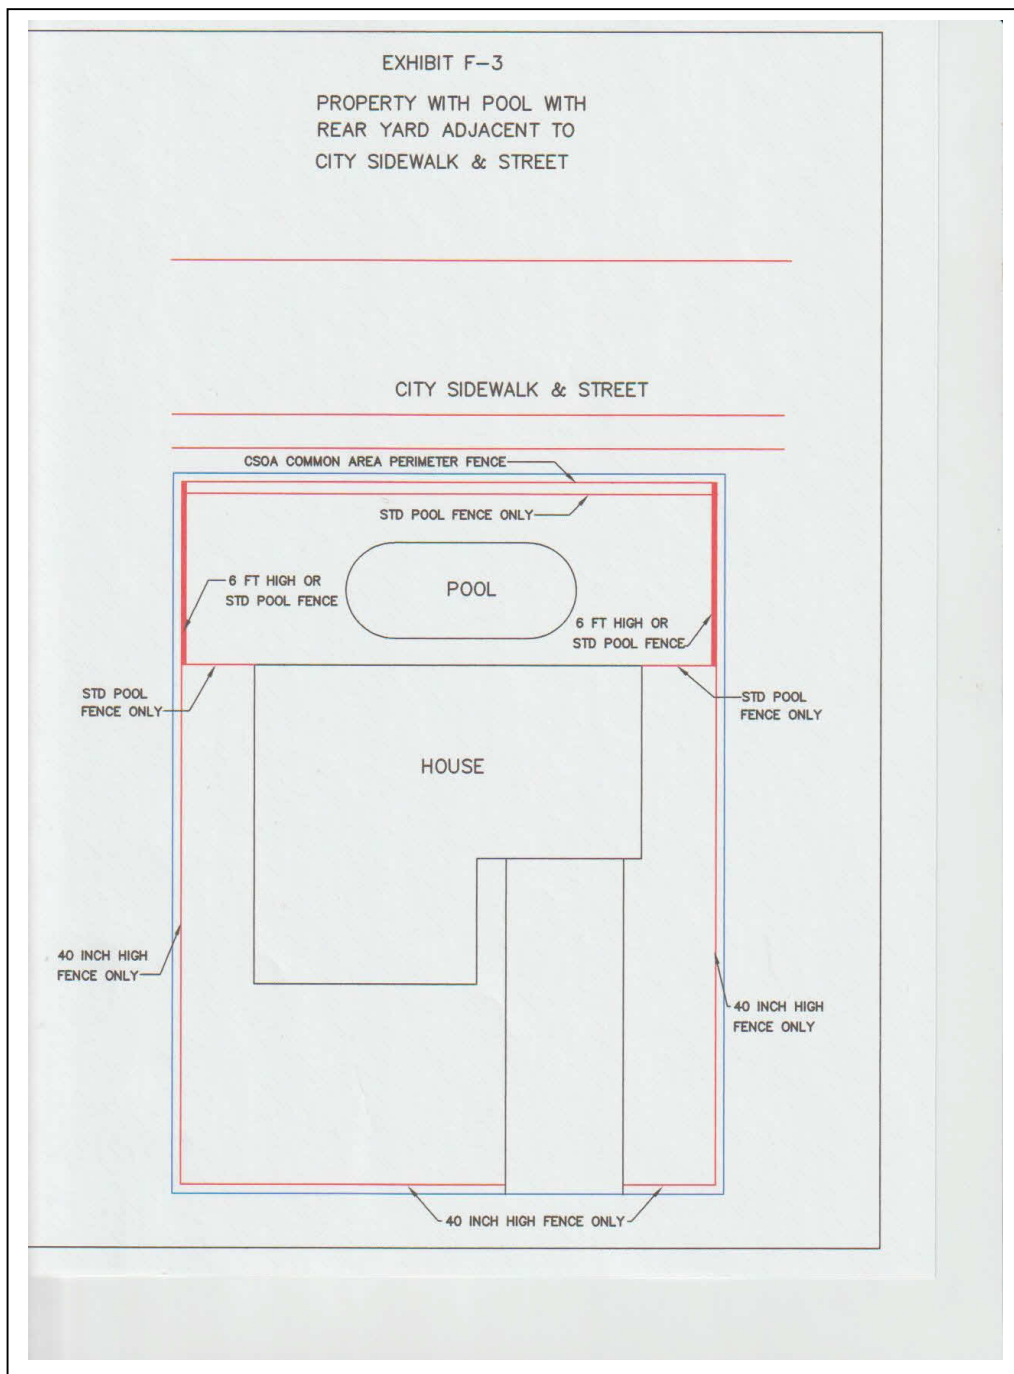 EXHIBIT F-3
PROPERTY WITH POOL WITH
REAR YARD ADJACENT TO
CITY SIDEWALK & STREET
CITY SIDEWALK & STREET
CSOA COMMON AREA PERIMETER FENCE
STD POOL FENCE ONLY
6 FT HIGH OR
STD POOL FENCE
POOL
6 FT HIGH OR
STD POOL FENCE
STD POOL
FENCE ONLY
STD POOL
FENCE ONLY
HOUSE
40 INCH HIGH
FENCE ONLY
40 INCH HIGH
FENCE ONLY
40 INCH HIGH FENCE ONLY